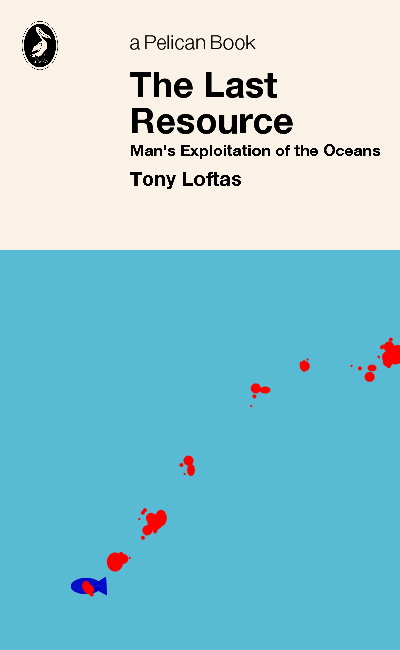 a Pelican Book
The Last
Resource
Man's Exploitation of the Oceans
Tony Loftas